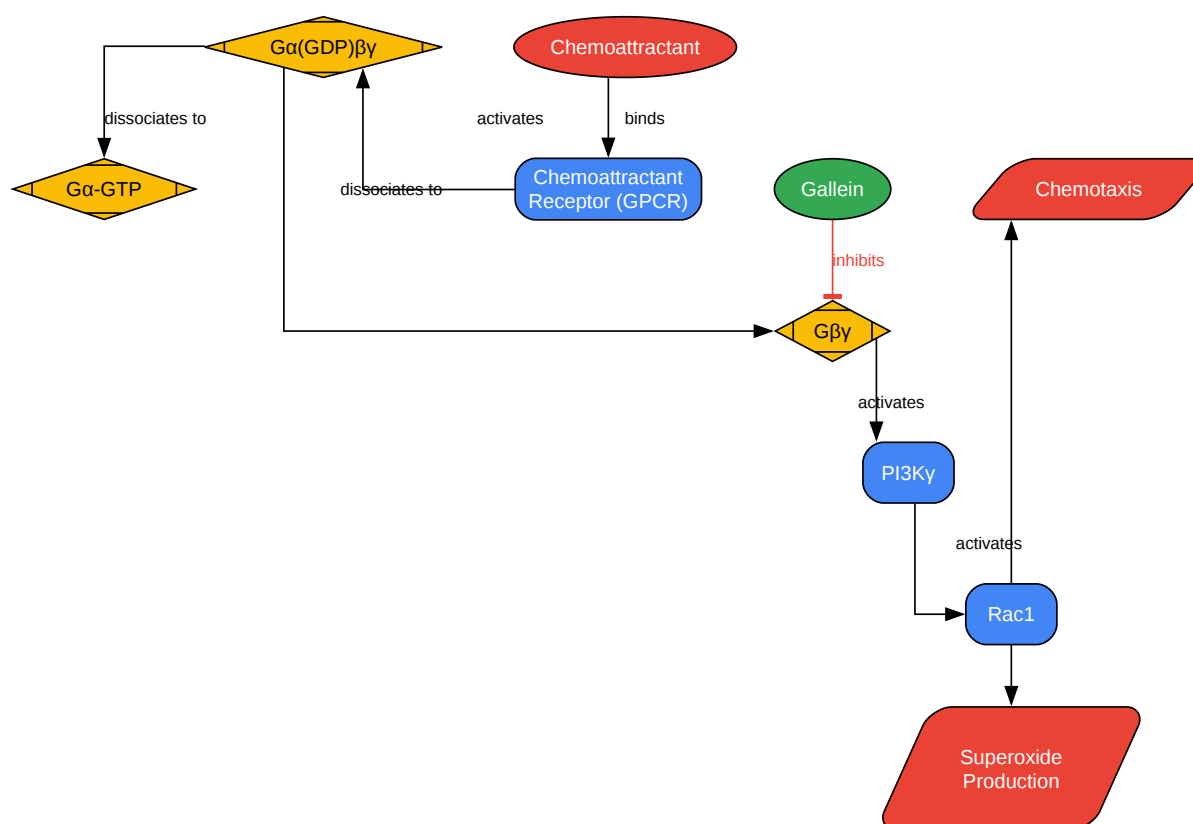 Gα(GDP)βγ
Chemoattractant
dissociates to
activates
binds
Gα-GTP
dissociates to
Chemoattractant
Receptor (GPCR)
Gallein
Chemotaxis
inhibits
Gβγ
activates
PI3Kγ
activates
Rac1
Superoxide
Production